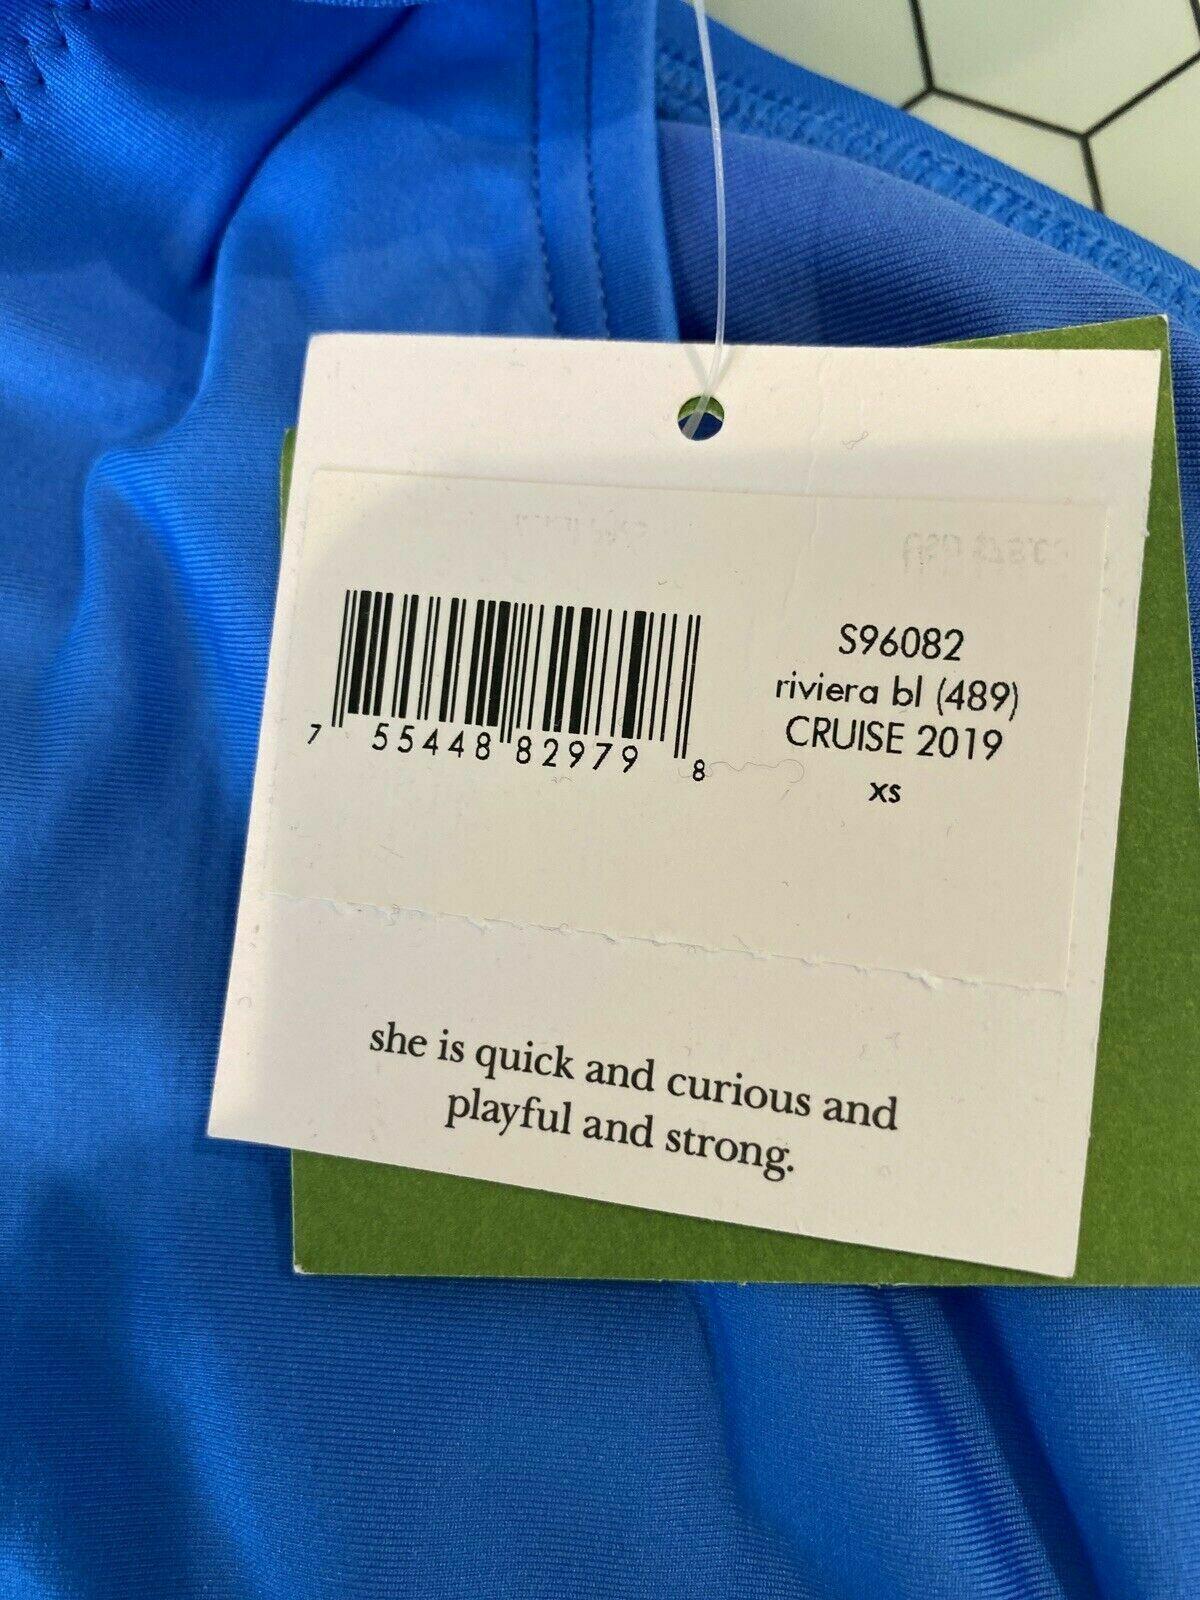 S96082
riviera bl (489)
CRUISE 2019
xs
7 55448 82979 8
she is quick and curious and
playful and strong.